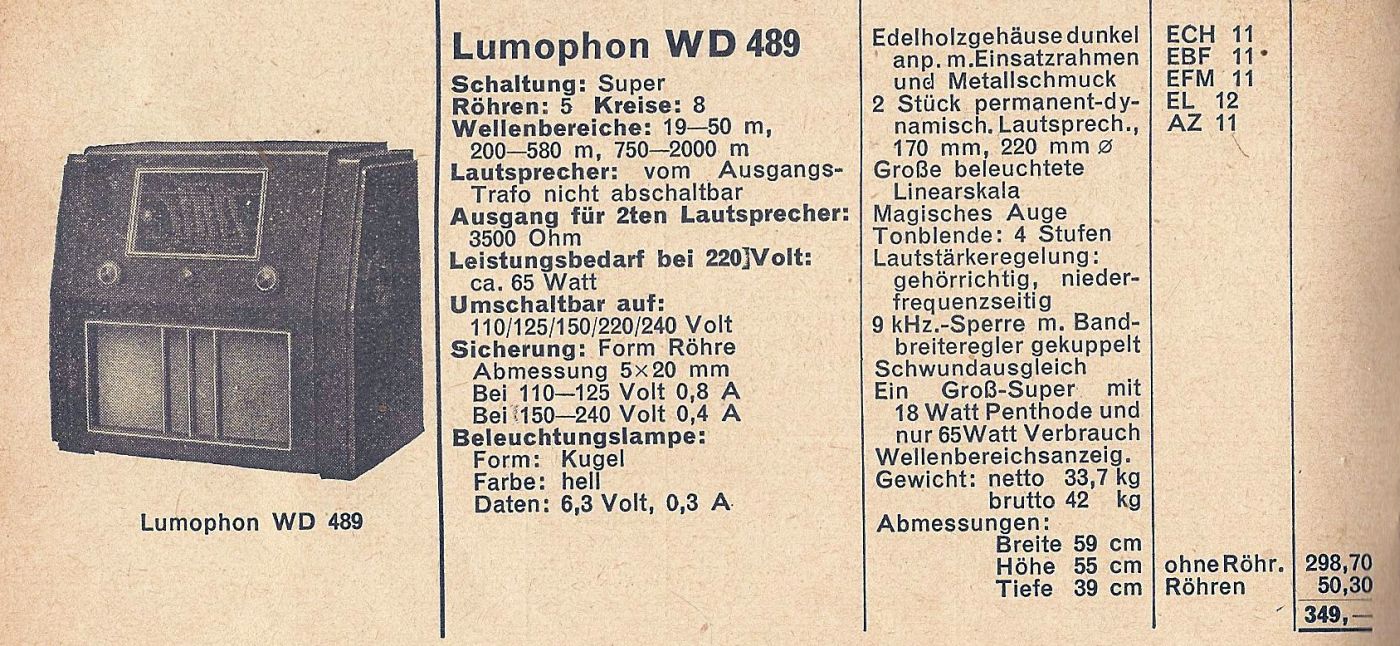 Lumophon WD 489
Lumophon WD 489
Schaltung: Super
Röhren: 5 Kreise: 8
Wellenbereiche: 19—50 m,
200—580 m, 750—2000 m
Lautsprecher: vom Ausgangs-
Trafo nicht abschaltbar
Ausgang für 2ten Lautsprecher:
3500 Ohm
Leistungsbedarf bei 220 Volt:
ca. 65 Watt
Umschaltbar auf:
110/125/150/220/240 Volt
Sicherung: Form Röhre
Abmessung 5×20 mm
Bei 110—125 Volt 0,8 A
Bei 150—240 Volt 0,4 A
Beleuchtungslampe:
Form: Kugel
Farbe: hell
Daten: 6,3 Volt, 0,3 A
Edelholzgehäuse dunkel
anp. m. Einsatzrahmen
und Metallschmuck
2 Stück permanent-dy-
namisch. Lautsprech.,
170 mm, 220 mm ⌀
Große beleuchtete
Linearskala
Magisches Auge
Tonblende: 4 Stufen
Lautstärkeregelung:
gehörrichtig, nieder-
frequenzseitig
9 kHz.-Sperre m. Band-
breiteregler gekuppelt
Schwundausgleich
Ein Groß-Super mit
18 Watt Penthode und
nur 65 Watt Verbrauch
Wellenbereichsanzeig.
Gewicht: netto 33,7 kg
brutto 42 kg
Abmessungen:
Breite 59 cm
Höhe 55 cm
Tiefe 39 cm
ECH 11
EBF 11
EFM 11
EL 12
AZ 11
ohne Röhr. 298,70
Röhren 50,30
349,—